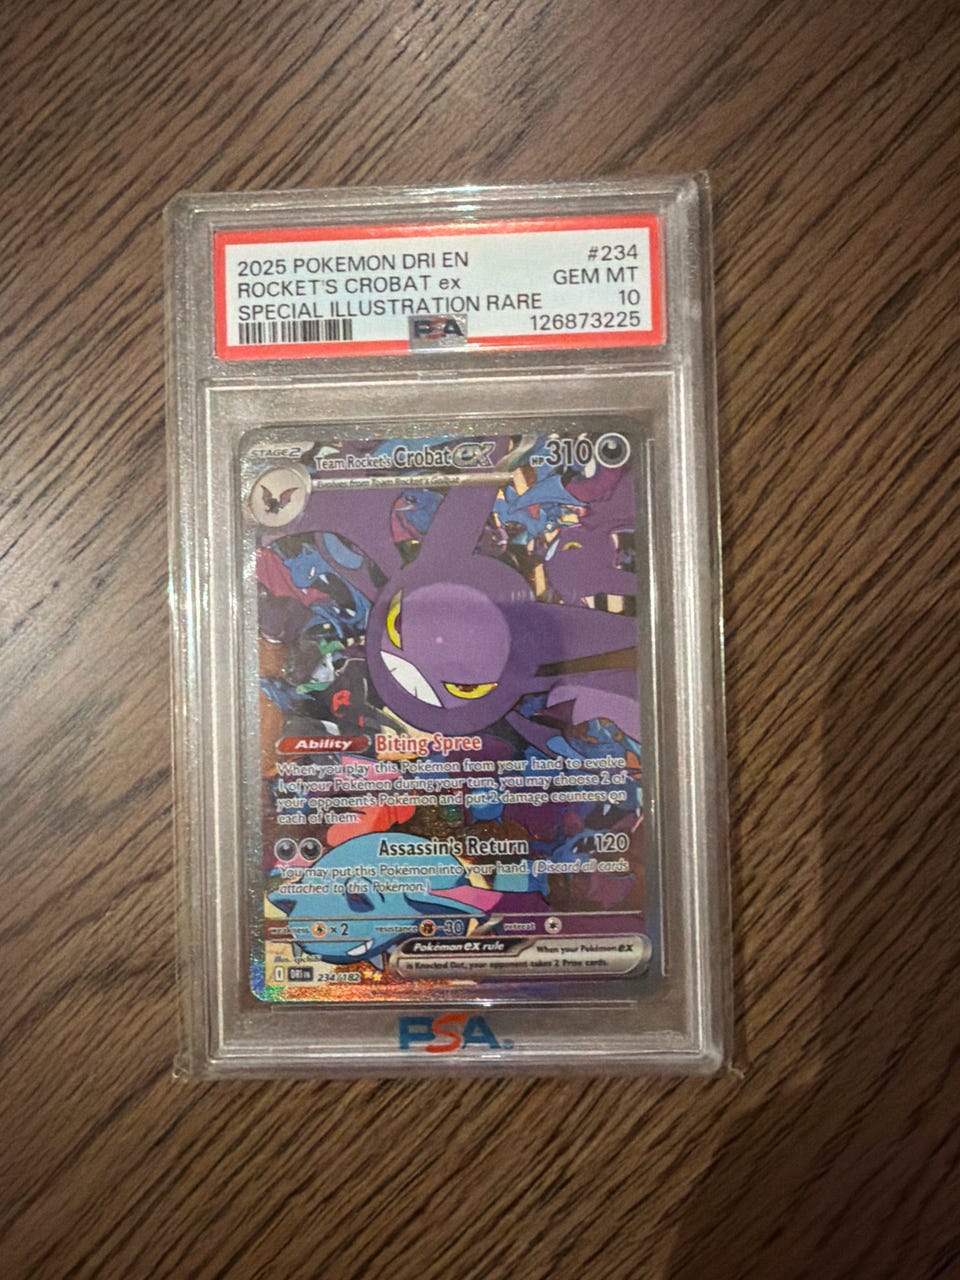 2025 POKEMON DRI EN #234
ROCKET'S CROBAT ex GEM MT
SPECIAL ILLUSTRATION RARE 10
PSA 126873225
STAGE2 Team Rocket's Crobat ex HP 310
Evolves from Team Rocket's Golbat
R
Ability Biting Spree
When you play this Pokémon from your hand to evolve
1 of your Pokémon during your turn, you may choose 2 of
your opponent's Pokémon and put 2 damage counters on
each of them.
Assassin's Return 120
You may put this Pokémon into your hand. (Discard all cards
attached to this Pokémon.)
weakness ×2 resistance -30 retreat
Pokémon ex rule When your Pokémon ex
is Knocked Out, your opponent takes 2 Prize cards.
Illus.
I DRI EN 234/182
PSA